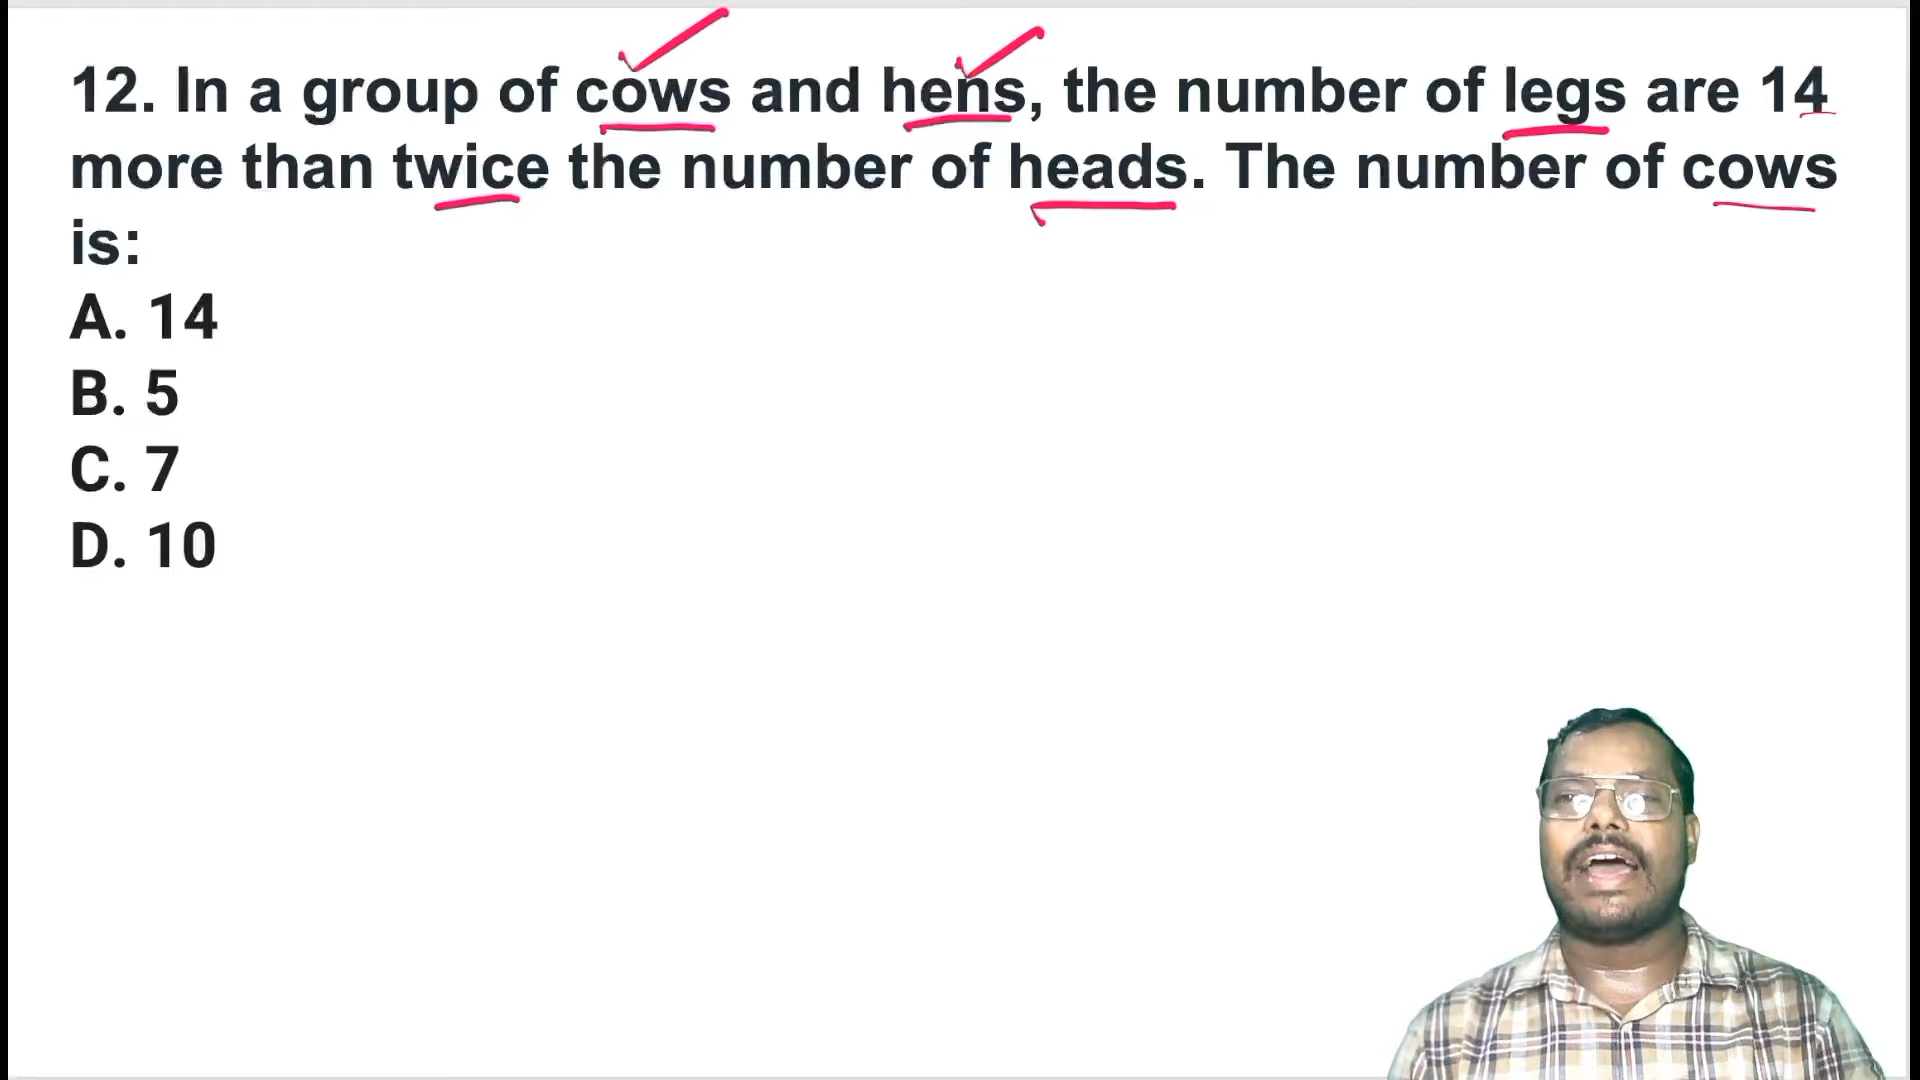 12. In a group of cows and hens, the number of legs are 14
more than twice the number of heads. The number of cows
is:
A. 14
B. 5
C. 7
D. 10